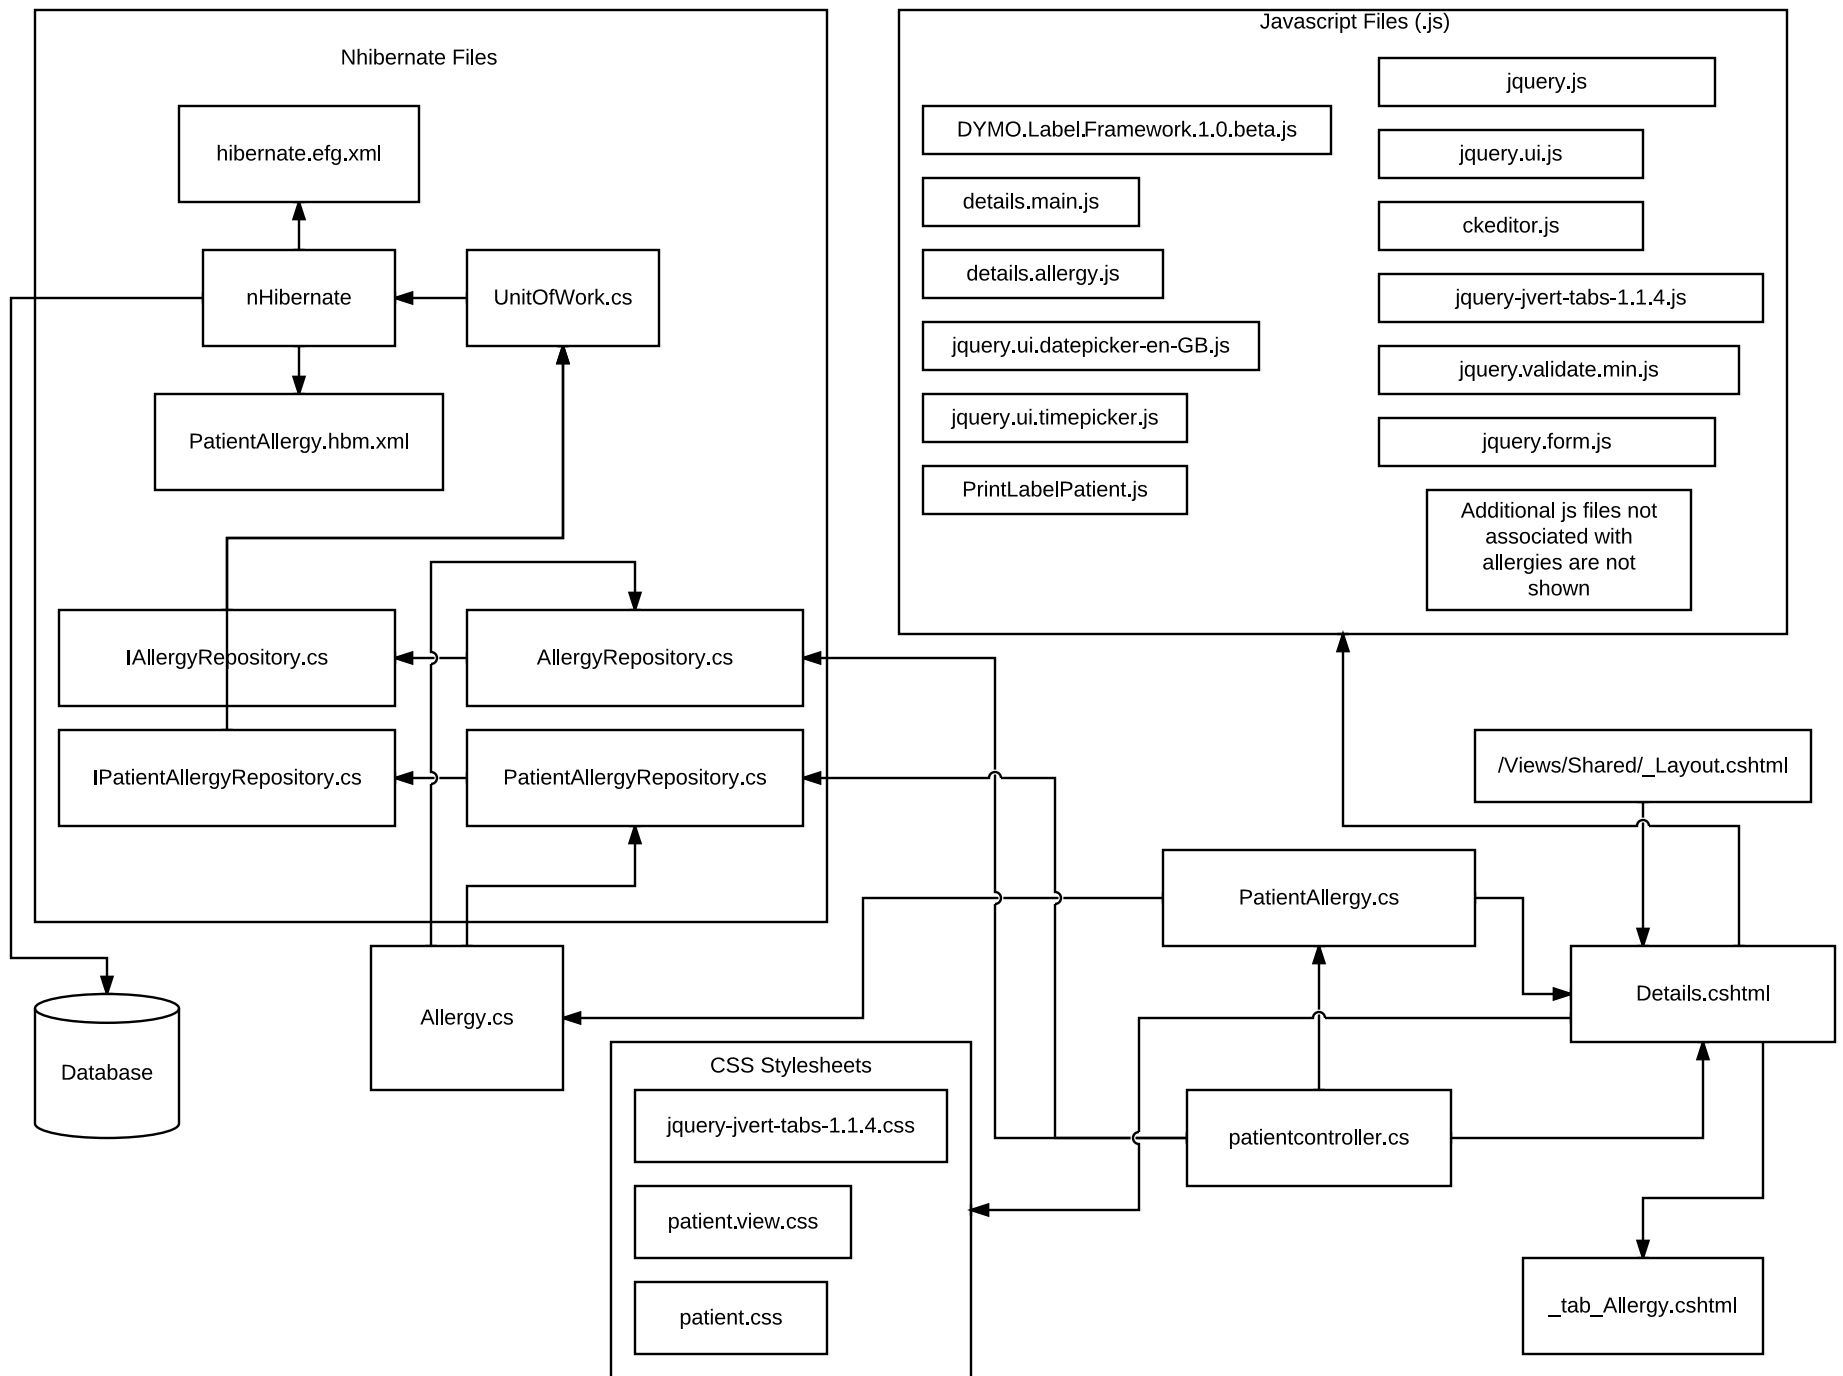 Nhibernate Files
hibernate.efg.xml
nHibernate
UnitOfWork.cs
PatientAllergy.hbm.xml
IAllergyRepository.cs
AllergyRepository.cs
IPatientAllergyRepository.cs
PatientAllergyRepository.cs
Javascript Files (.js)
DYMO.Label.Framework.1.0.beta.js
details.main.js
details.allergy.js
jquery.ui.datepicker-en-GB.js
jquery.ui.timepicker.js
PrintLabelPatient.js
jquery.js
jquery.ui.js
ckeditor.js
jquery-jvert-tabs-1.1.4.js
jquery.validate.min.js
jquery.form.js
Additional js files not
associated with
allergies are not
shown
/Views/Shared/_Layout.cshtml
PatientAllergy.cs
Details.cshtml
Allergy.cs
Database
CSS Stylesheets
jquery-jvert-tabs-1.1.4.css
patient.view.css
patient.css
patientcontroller.cs
_tab_Allergy.cshtml